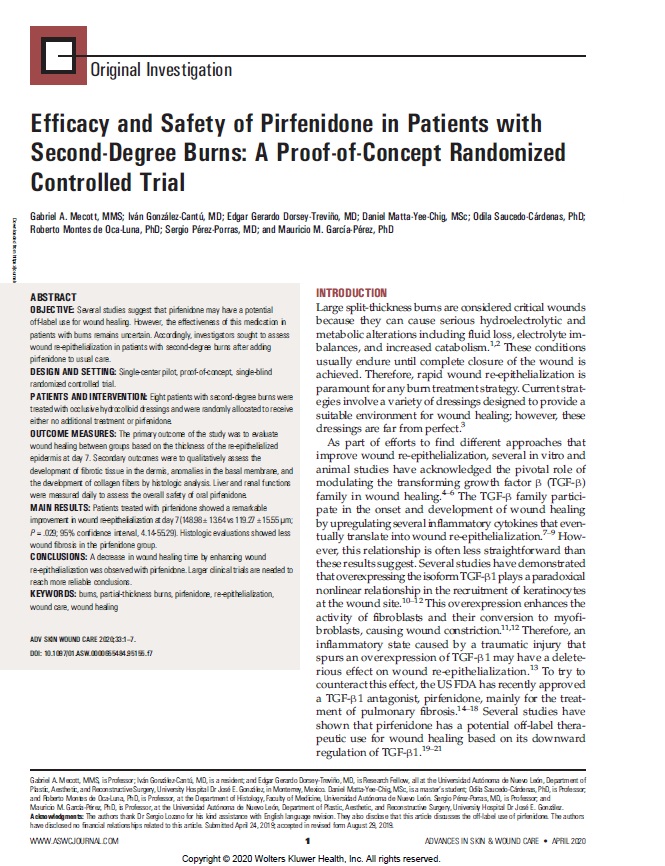 Original Investigation
Efficacy and Safety of Pirfenidone in Patients with
Second-Degree Burns: A Proof-of-Concept Randomized
Controlled Trial
Gabriel A. Mecott, MMS; Iván González-Cantú, MD; Edgar Gerardo Dorsey-Treviño, MD; Daniel Matta-Yee-Chig, MSc; Odila Saucedo-Cárdenas, PhD;
Roberto Montes de Oca-Luna, PhD; Sergio Pérez-Porras, MD; and Mauricio M. García-Pérez, PhD
ABSTRACT
OBJECTIVE: Several studies suggest that pirfenidone may have a potential
off-label use for wound healing. However, the effectiveness of this medication in
patients with burns remains uncertain. Accordingly, investigators sought to assess
wound re-epithelialization in patients with second-degree burns after adding
pirfenidone to usual care.
DESIGN AND SETTING: Single-center pilot, proof-of-concept, single-blind
randomized controlled trial.
PATIENTS AND INTERVENTION: Eight patients with second-degree burns were
treated with occlusive hydrocolloid dressings and were randomly allocated to receive
either no additional treatment or pirfenidone.
OUTCOME MEASURES: The primary outcome of the study was to evaluate
wound healing between groups based on the thickness of the re-epithelialized
epidermis at day 7. Secondary outcomes were to qualitatively assess the
development of fibrotic tissue in the dermis, anomalies in the basal membrane, and
the development of collagen fibers by histologic analysis. Liver and renal functions
were measured daily to assess the overall safety of oral pirfenidone.
MAIN RESULTS: Patients treated with pirfenidone showed a remarkable
improvement in wound re-epithelialization at day 7 (148.98 ± 13.64 vs 119.27 ± 15.55 μm;
P = .029; 95% confidence interval, 4.14-55.29). Histologic evaluations showed less
wound fibrosis in the pirfenidone group.
CONCLUSIONS: A decrease in wound healing time by enhancing wound
re-epithelialization was observed with pirfenidone. Larger clinical trials are needed to
reach more reliable conclusions.
KEYWORDS: burns, partial-thickness burns, pirfenidone, re-epithelialization,
wound care, wound healing
ADV SKIN WOUND CARE 2020;33:1–7.
DOI: 10.1097/01.ASW.0000655484.95155.f7
INTRODUCTION
Large split-thickness burns are considered critical wounds
because they can cause serious hydroelectrolytic and
metabolic alterations including fluid loss, electrolyte im-
balances, and increased catabolism.1,2 These conditions
usually endure until complete closure of the wound is
achieved. Therefore, rapid wound re-epithelialization is
paramount for any burn treatment strategy. Current strat-
egies involve a variety of dressings designed to provide a
suitable environment for wound healing; however, these
dressings are far from perfect.3
As part of efforts to find different approaches that
improve wound re-epithelialization, several in vitro and
animal studies have acknowledged the pivotal role of
modulating the transforming growth factor β (TGF-β)
family in wound healing.4–6 The TGF-β family partici-
pate in the onset and development of wound healing
by upregulating several inflammatory cytokines that even-
tually translate into wound re-epithelialization.7–9 How-
ever, this relationship is often less straightforward than
these results suggest. Several studies have demonstrated
that overexpressing the isoform TGF-β1 plays a paradoxical
nonlinear relationship in the recruitment of keratinocytes
at the wound site.10–12 This overexpression enhances the
activity of fibroblasts and their conversion to myofi-
broblasts, causing wound constriction.11,12 Therefore, an
inflammatory state caused by a traumatic injury that
spurs an overexpression of TGF-β1 may have a delete-
rious effect on wound re-epithelialization.13 To try to
counteract this effect, the US FDA has recently approved
a TGF-β1 antagonist, pirfenidone, mainly for the treat-
ment of pulmonary fibrosis.14–18 Several studies have
shown that pirfenidone has a potential off-label thera-
peutic use for wound healing based on its downward
regulation of TGF-β1.19–21
Gabriel A. Mecott, MMS, is Professor; Iván González-Cantú, MD, is a resident; and Edgar Gerardo Dorsey-Treviño, MD, is Research Fellow, all at the Universidad Autónoma de Nuevo León, Department of
Plastic, Aesthetic, and Reconstructive Surgery, University Hospital Dr José E. González, in Monterrey, Mexico. Daniel Matta-Yee-Chig, MSc, is a master's student; Odila Saucedo-Cárdenas, PhD, is Professor;
and Roberto Montes de Oca-Luna, PhD, is Professor, at the Department of Histology, Faculty of Medicine, Universidad Autónoma de Nuevo León. Sergio Pérez-Porras, MD, is Professor; and
Mauricio M. García-Pérez, PhD, is Professor, at the Universidad Autónoma de Nuevo León, Department of Plastic, Aesthetic, and Reconstructive Surgery, University Hospital Dr José E. González.
Acknowledgments: The authors thank Dr Sergio Lozano for his kind assistance with English language revision. They also disclose that this article discusses the off-label use of pirfenidone. The authors
have disclosed no financial relationships related to this article. Submitted April 24, 2019; accepted in revised form August 29, 2019.
WWW.ASWCJOURNAL.COM
1
ADVANCES IN SKIN & WOUND CARE • APRIL 2020
Copyright © 2020 Wolters Kluwer Health, Inc. All rights reserved.